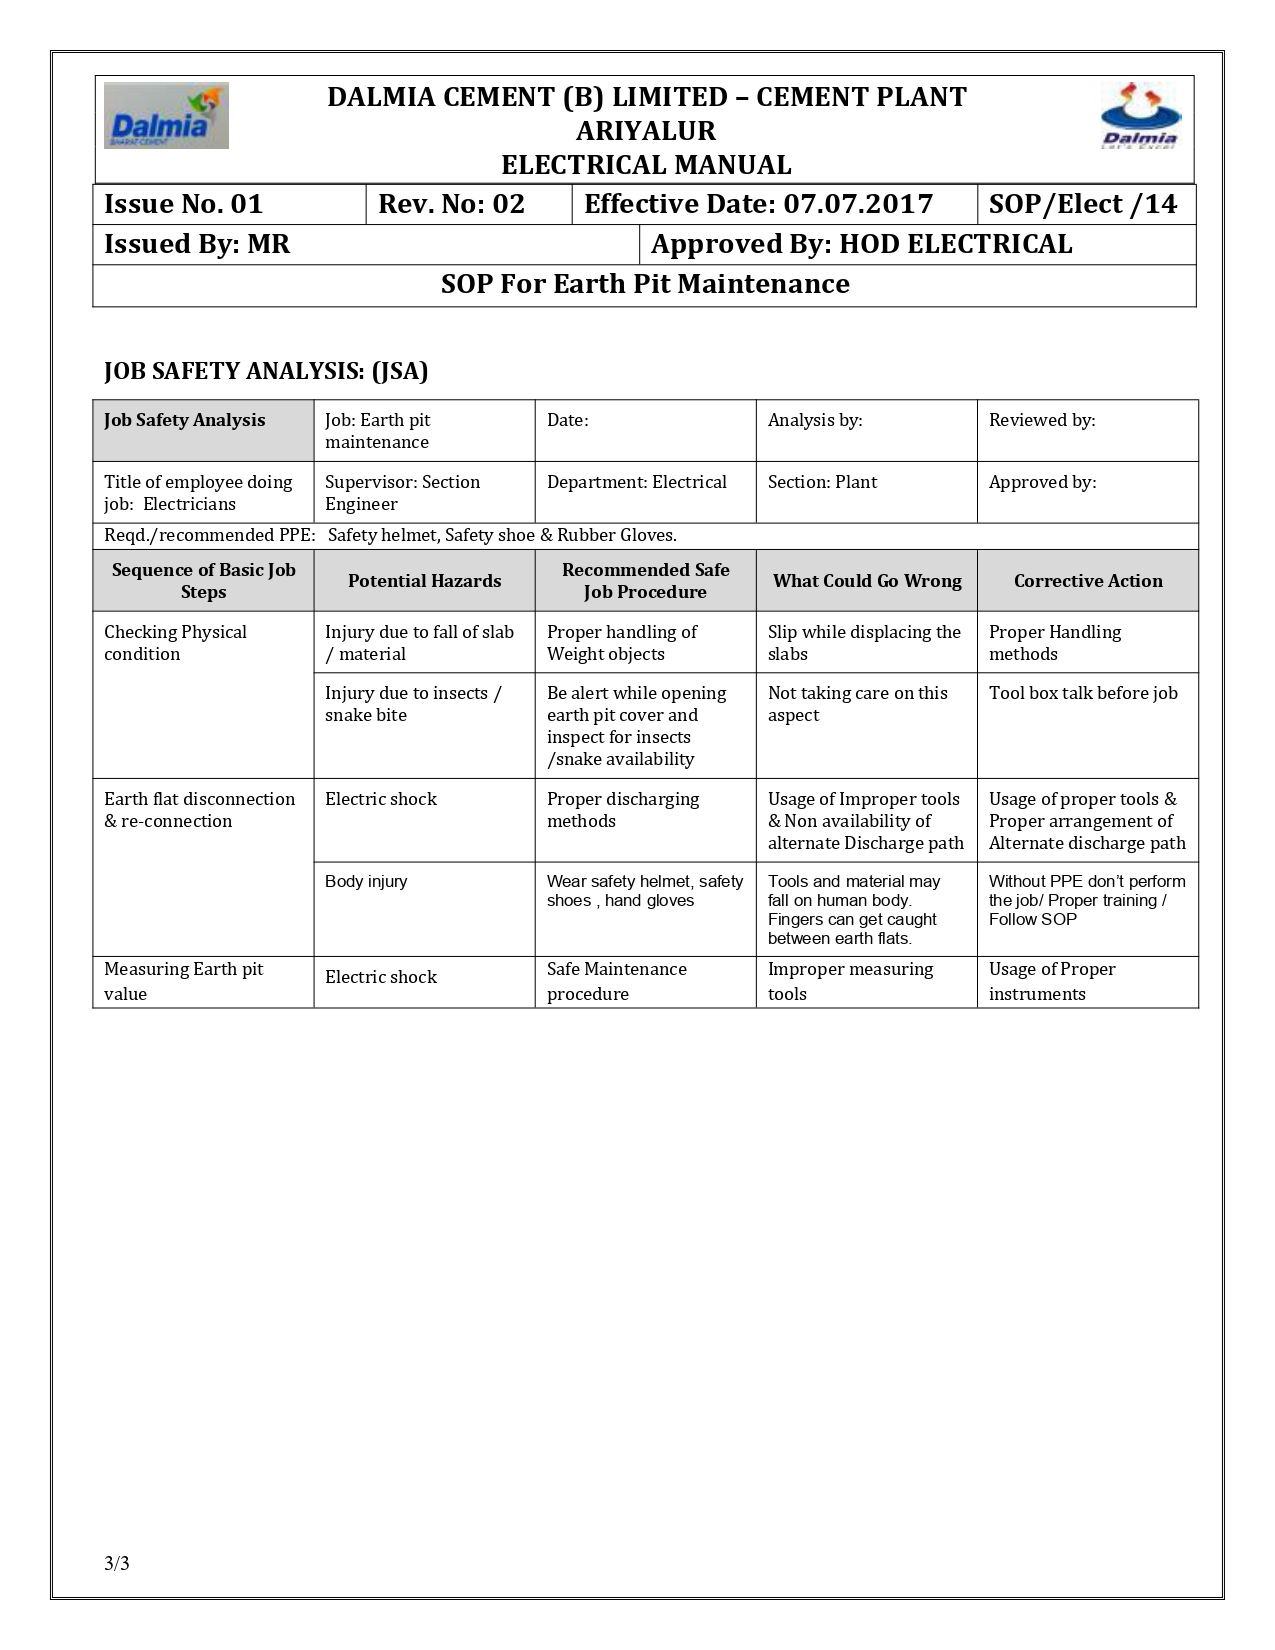 Dalmia
BHARAT CEMENT
DALMIA CEMENT (B) LIMITED – CEMENT PLANT
ARIYALUR
ELECTRICAL MANUAL
Dalmia
Let's Excel
Issue No. 01 Rev. No: 02 Effective Date: 07.07.2017 SOP/Elect /14
Issued By: MR Approved By: HOD ELECTRICAL
SOP For Earth Pit Maintenance
JOB SAFETY ANALYSIS: (JSA)
Job Safety Analysis
Job: Earth pit
maintenance
Date:
Analysis by:
Reviewed by:
Title of employee doing
job: Electricians
Supervisor: Section
Engineer
Department: Electrical
Section: Plant
Approved by:
Reqd./recommended PPE: Safety helmet, Safety shoe & Rubber Gloves.
Sequence of Basic Job
Steps
Potential Hazards
Recommended Safe
Job Procedure
What Could Go Wrong
Corrective Action
Checking Physical
condition
Injury due to fall of slab
/ material
Proper handling of
Weight objects
Slip while displacing the
slabs
Proper Handling
methods
Injury due to insects /
snake bite
Be alert while opening
earth pit cover and
inspect for insects
/snake availability
Not taking care on this
aspect
Tool box talk before job
Earth flat disconnection
& re-connection
Electric shock
Proper discharging
methods
Usage of Improper tools
& Non availability of
alternate Discharge path
Usage of proper tools &
Proper arrangement of
Alternate discharge path
Body injury
Wear safety helmet, safety
shoes , hand gloves
Tools and material may
fall on human body.
Fingers can get caught
between earth flats.
Without PPE don’t perform
the job/ Proper training /
Follow SOP
Measuring Earth pit
value
Electric shock
Safe Maintenance
procedure
Improper measuring
tools
Usage of Proper
instruments
3/3